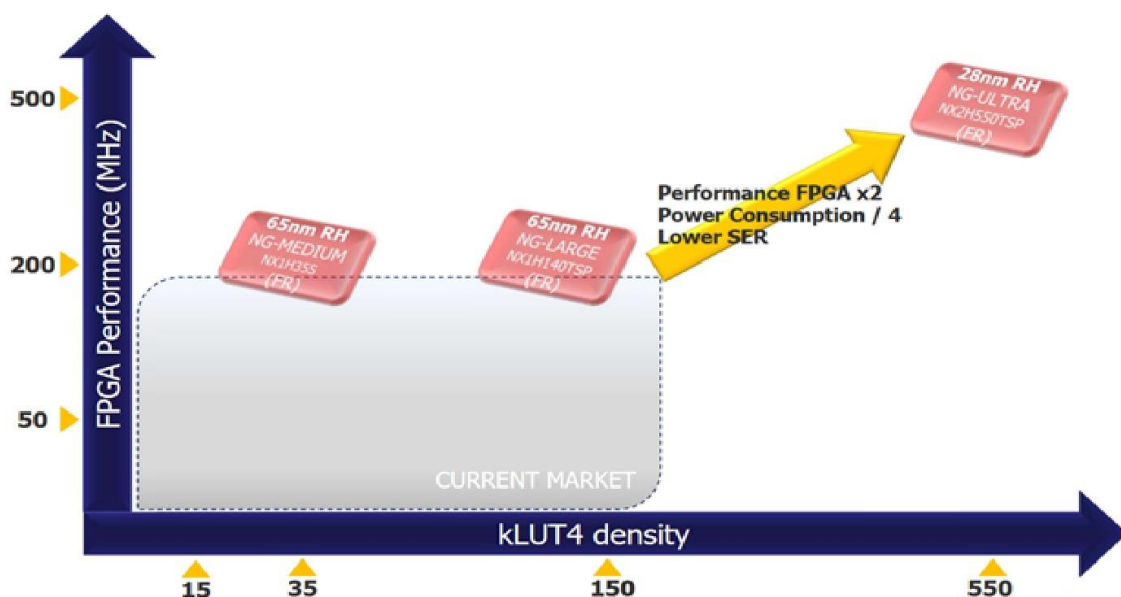 500
200
50
FPGA Performance (MHz)
28nm RH
NG-ULTRA
NX2H550TSP
(FR)
Performance FPGA x2
Power Consumption / 4
Lower SER
65nm RH
NG-MEDIUM
NX1H35S
(FR)
65nm RH
NG-LARGE
NX1H140TSP
(FR)
CURRENT MARKET
kLUT4 density
15
35
150
550